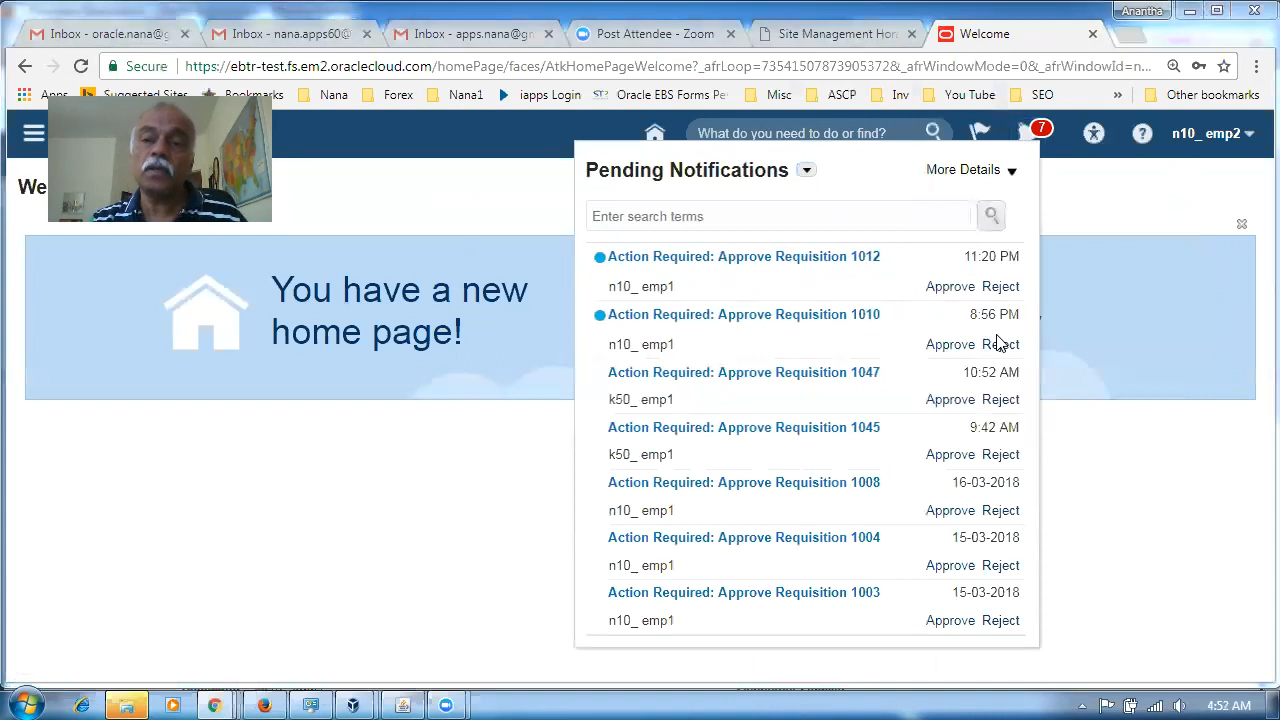 Anantha
Inbox - oracle.nana@g
Inbox - nana.apps60@
Inbox - apps.nana@gm
Post Attendee - Zoom
Site Management Hom
Welcome
Secure
https://ebtr-test.fs.em2.oraclecloud.com/homePage/faces/AtkHomePageWelcome?_afrLoop=735415078739053728_afrWindowMode=0&_afrWindowId=n...
Apps
Suggested Sites
Bookmarks
Nana
Forex
Nana1
iapps Login
Oracle EBS Forms Pe
Misc
ASCP
Inv
You Tube
SEO
»
Other bookmarks
What do you need to do or find?
7
n10_ emp2
We
Pending Notifications
More Details
Enter search terms
You have a new
home page!
Action Required: Approve Requisition 1012 11:20 PM
n10_ emp1 Approve Reject
Action Required: Approve Requisition 1010 8:56 PM
n10_ emp1 Approve Reject
Action Required: Approve Requisition 1047 10:52 AM
k50_ emp1 Approve Reject
Action Required: Approve Requisition 1045 9:42 AM
k50_ emp1 Approve Reject
Action Required: Approve Requisition 1008 16-03-2018
n10_ emp1 Approve Reject
Action Required: Approve Requisition 1004 15-03-2018
n10_ emp1 Approve Reject
Action Required: Approve Requisition 1003 15-03-2018
n10_ emp1 Approve Reject
4:52 AM